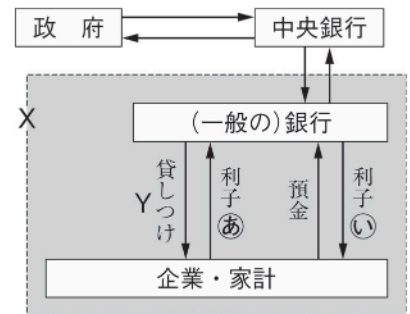 政　府
中央銀行
X
（一般の）銀行
Y
貸しつけ
利子あ
預金
利子い
企業・家計